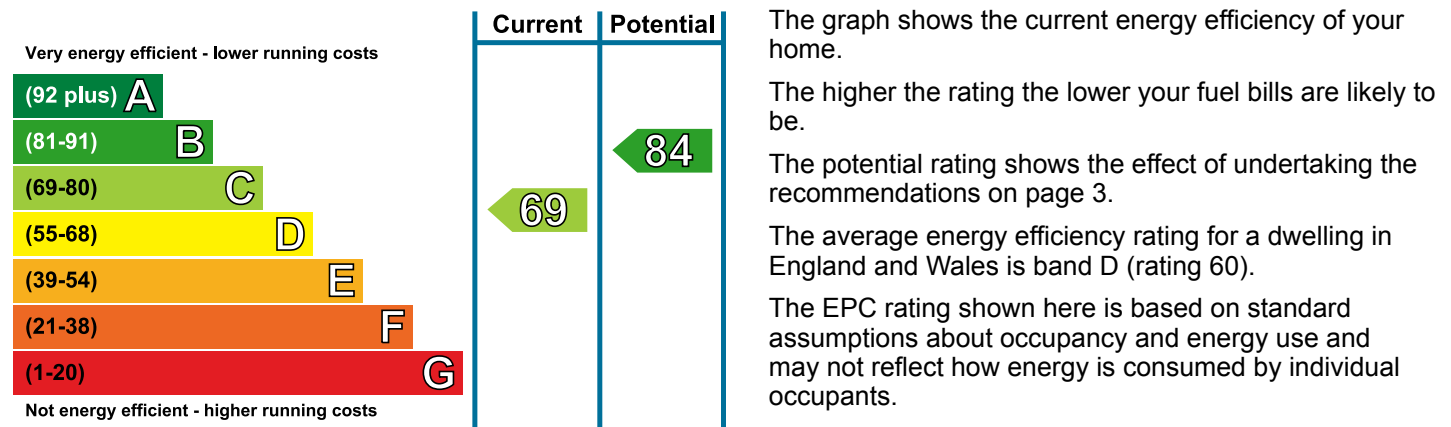 Current Potential
Very energy efficient - lower running costs
(92 plus) A
(81-91) B
84
(69-80) C
69
(55-68) D
(39-54) E
(21-38) F
(1-20) G
Not energy efficient - higher running costs
The graph shows the current energy efficiency of your
home.
The higher the rating the lower your fuel bills are likely to
be.
The potential rating shows the effect of undertaking the
recommendations on page 3.
The average energy efficiency rating for a dwelling in
England and Wales is band D (rating 60).
The EPC rating shown here is based on standard
assumptions about occupancy and energy use and
may not reflect how energy is consumed by individual
occupants.